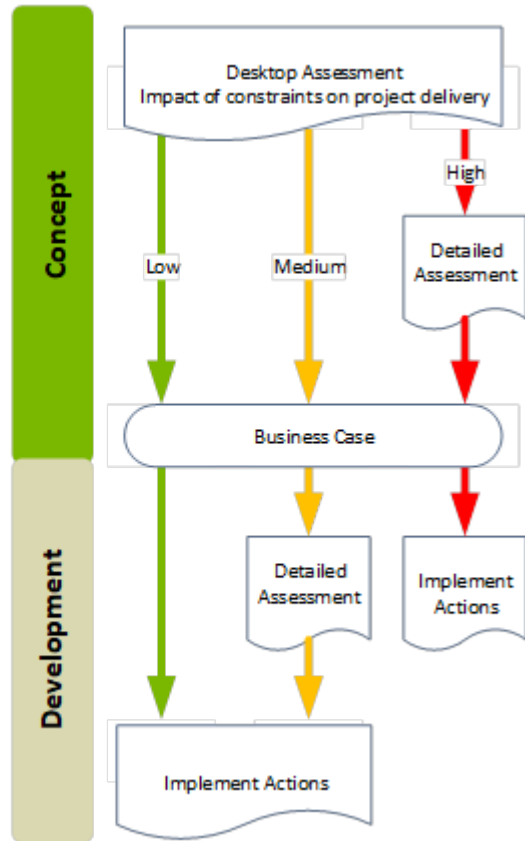 Concept
Desktop Assessment
Impact of constraints on project delivery
High
Low
Medium
Detailed
Assessment
Business Case
Development
Detailed
Assessment
Implement
Actions
Implement Actions